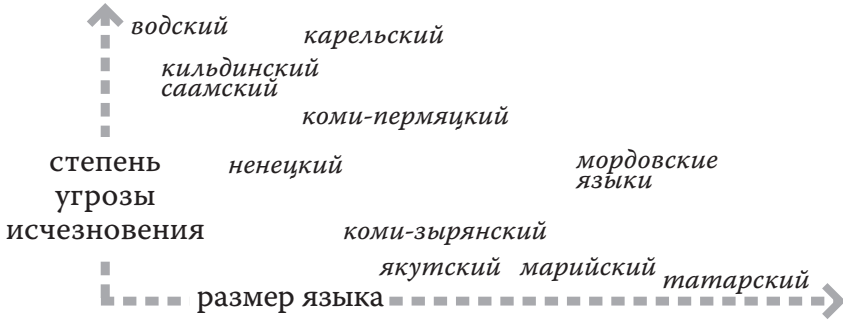 водский
карельский
кильдинский
саамский
коми-пермяцкий
степень
угрозы
исчезновения
ненецкий
мордовские
языки
коми-зырянский
якутский марийский татарский
размер языка